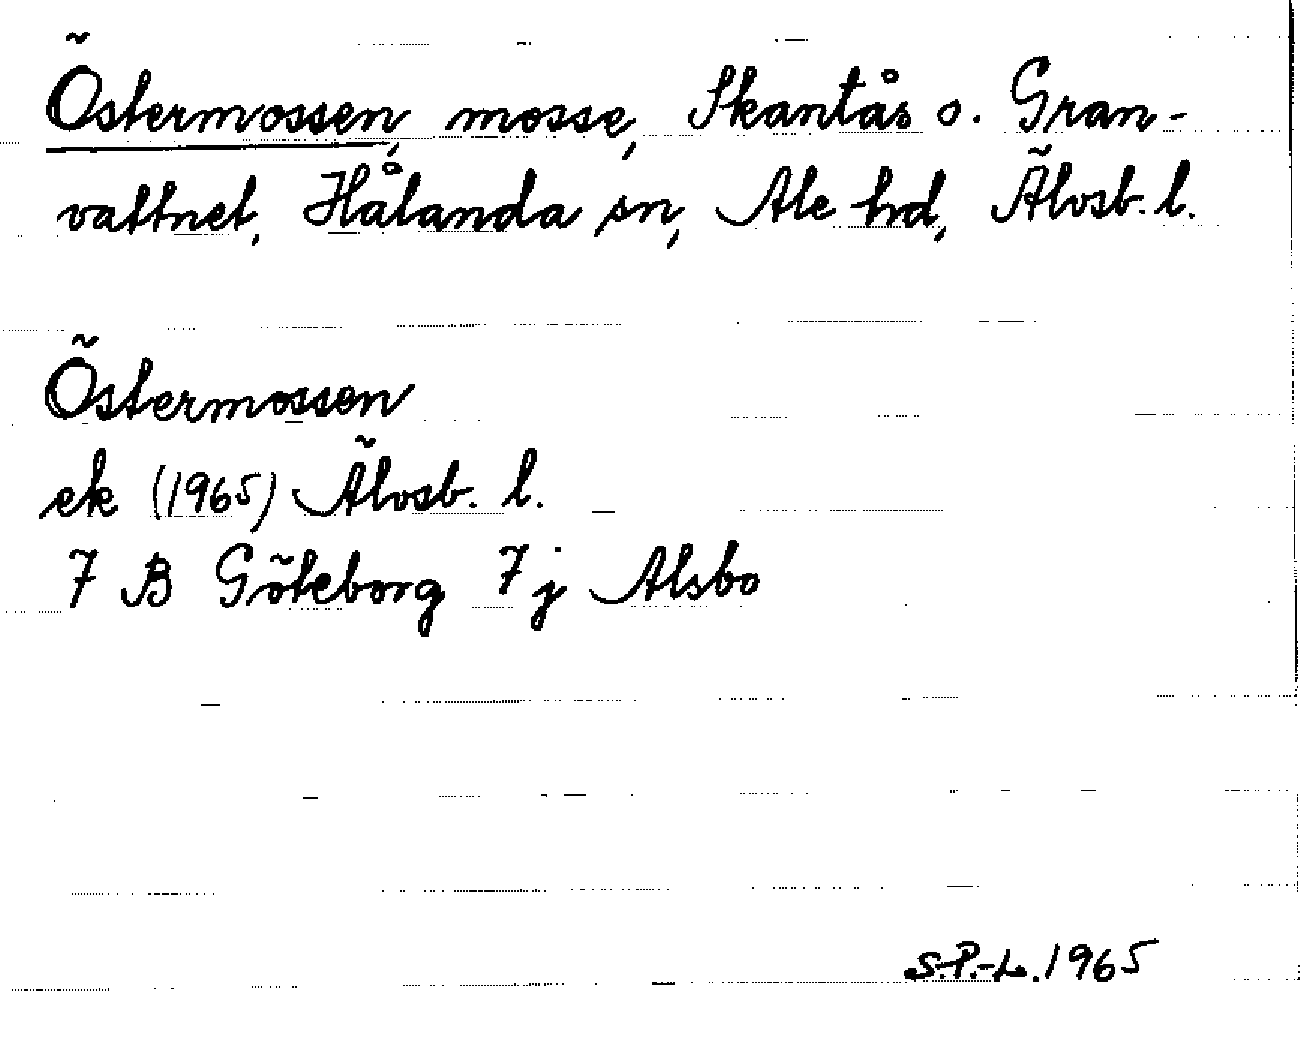 Östermossen, mosse, Skantås o. Gran-
vattnet, Hålanda sn, Ale hd, Älvsb. l.
Östermossen
ek (1965) Älvsb. l.
7 B Göteborg 7 j Alsbo
S.P.-L. 1965